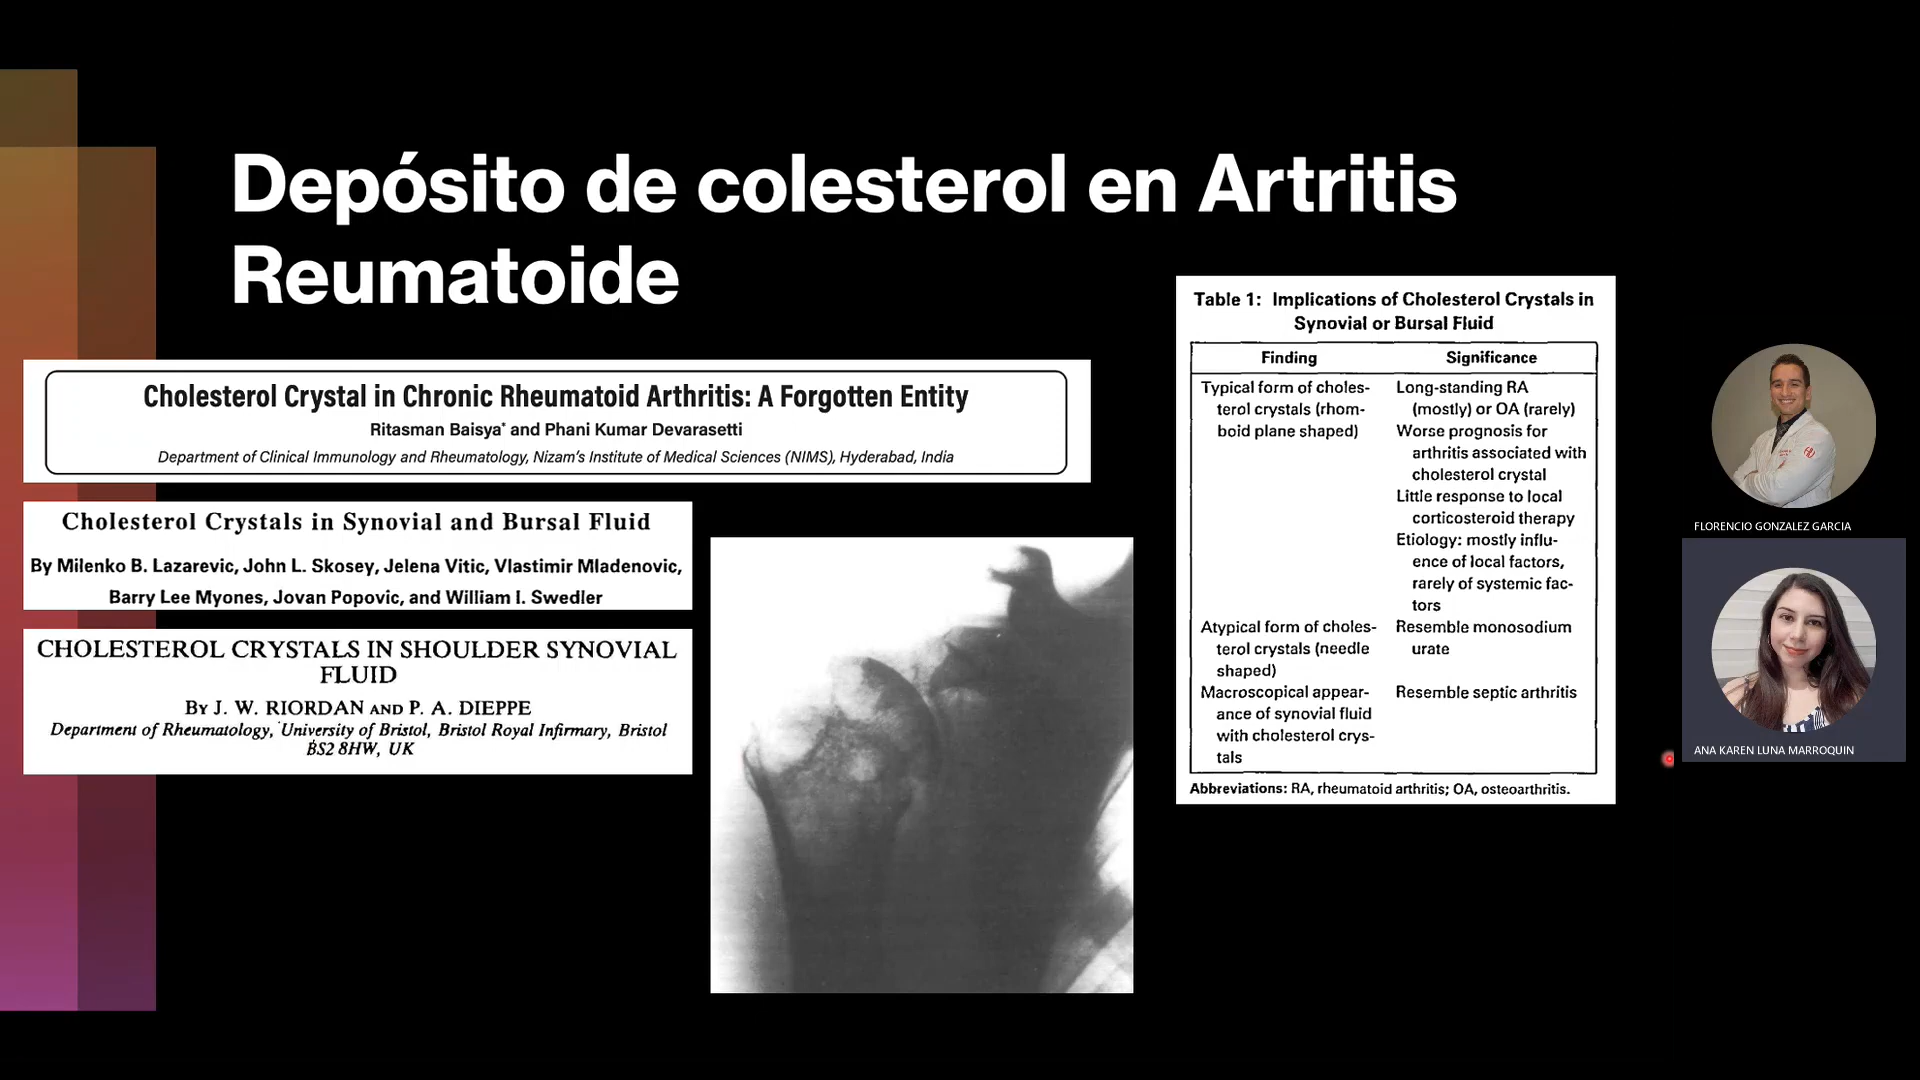 Depósito de colesterol en Artritis
Reumatoide
Cholesterol Crystal in Chronic Rheumatoid Arthritis: A Forgotten Entity
Ritasman Baisya* and Phani Kumar Devarasetti
Department of Clinical Immunology and Rheumatology, Nizam's Institute of Medical Sciences (NIMS), Hyderabad, India
Cholesterol Crystals in Synovial and Bursal Fluid
By Milenko B. Lazarevic, John L. Skosey, Jelena Vitic, Vlastimir Mladenovic,
Barry Lee Myones, Jovan Popovic, and William I. Swedler
CHOLESTEROL CRYSTALS IN SHOULDER SYNOVIAL
FLUID
By J. W. RIORDAN AND P. A. DIEPPE
Department of Rheumatology, University of Bristol, Bristol Royal Infirmary, Bristol
BS2 8HW, UK
Table 1: Implications of Cholesterol Crystals in
Synovial or Bursal Fluid
Finding Significance
Typical form of choles- Long-standing RA
terol crystals (rhom- (mostly) or OA (rarely)
boid plane shaped) Worse prognosis for
arthritis associated with
cholesterol crystal
Little response to local
corticosteroid therapy
Etiology: mostly influ-
ence of local factors,
rarely of systemic fac-
tors
Atypical form of choles- Resemble monosodium
terol crystals (needle urate
shaped)
Macroscopical appear- Resemble septic arthritis
ance of synovial fluid
with cholesterol crys-
tals
Abbreviations: RA, rheumatoid arthritis; OA, osteoarthritis.
FLORENCIO GONZALEZ GARCIA
ANA KAREN LUNA MARROQUIN